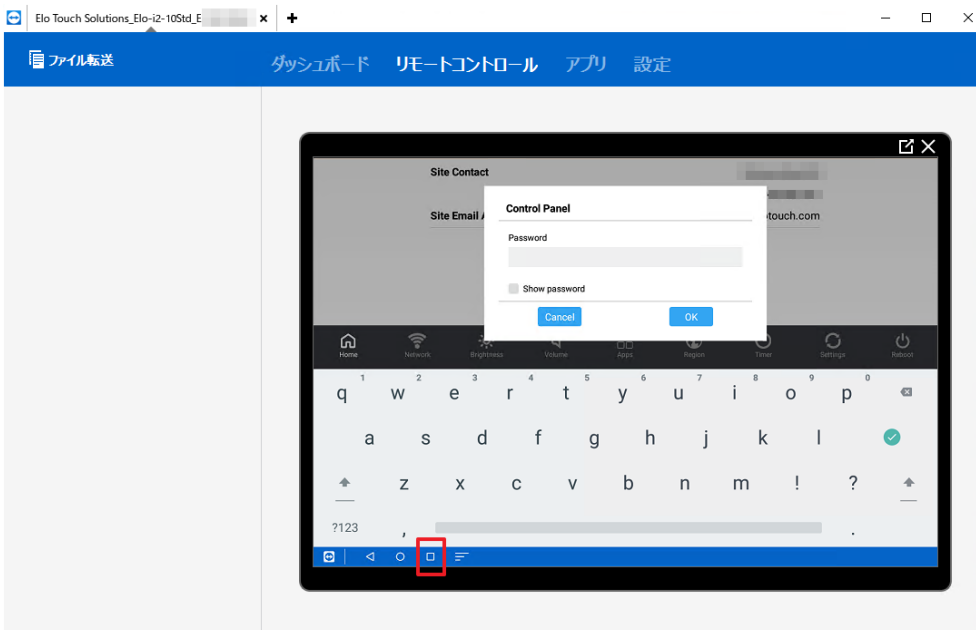 Elo Touch Solutions_Elo-i2-10Std_E
ファイル転送
ダッシュボード リモートコントロール アプリ 設定
Site Contact
Control Panel
Site Email A touch.com
Password
Show password
Cancel OK
Home Network Brightness Volume Apps Region Timer Settings Reboot
1 2 3 4 5 6 7 8 9 0
q w e r t y u i o p
a s d f g h j k l
z x c v b n m ! ?
?123 , .